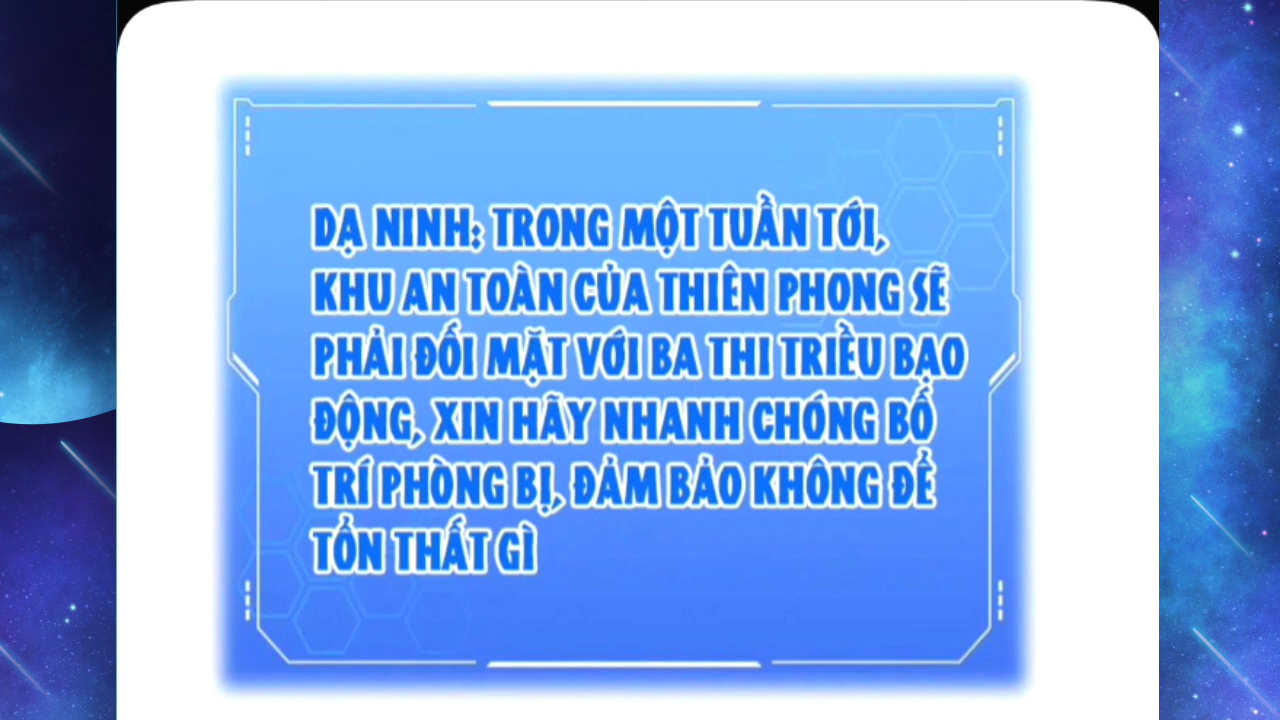 DẠ NINH: TRONG MỘT TUẦN TỚI,
KHU AN TOÀN CỦA THIÊN PHONG SẼ
PHẢI ĐỐI MẶT VỚI BA THI TRIỀU BẠO
ĐỘNG, XIN HÃY NHANH CHÓNG BỐ
TRÍ PHÒNG BỊ, ĐẢM BẢO KHÔNG ĐỂ
TỔN THẤT GÌ